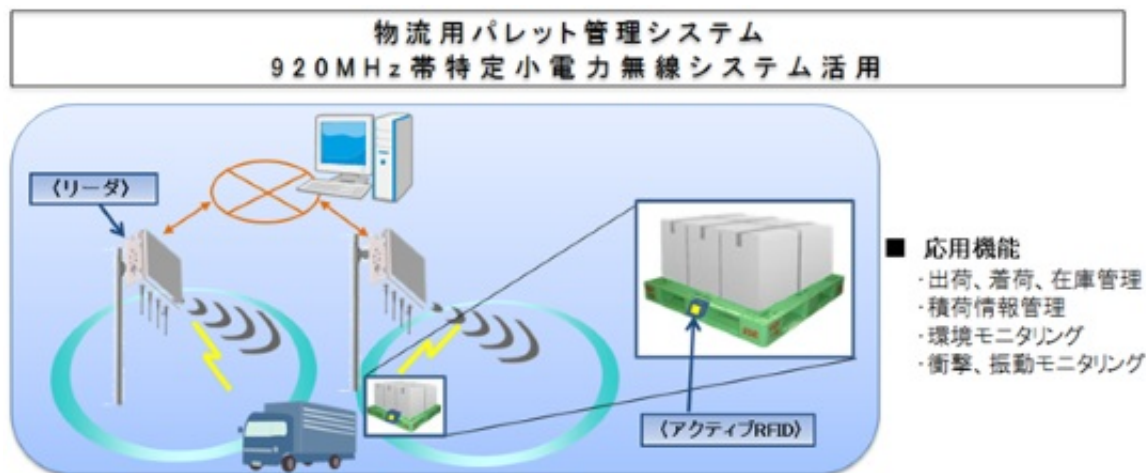 物流用パレット管理システム
920MHz帯特定小電力無線システム活用
〈リーダ〉
■ 応用機能
・出荷、着荷、在庫管理
・積荷情報管理
・環境モニタリング
・衝撃、振動モニタリング
〈アクティブRFID〉